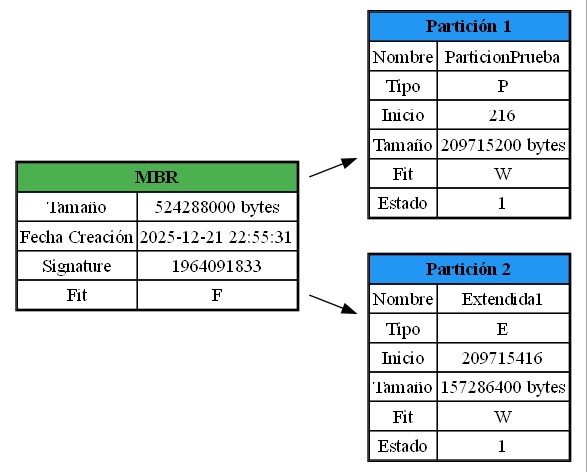 MBR
Tamaño 524288000 bytes
Fecha Creación 2025-12-21 22:55:31
Signature 1964091833
Fit F
Partición 1
Nombre ParticionPrueba
Tipo P
Inicio 216
Tamaño 209715200 bytes
Fit W
Estado 1
Partición 2
Nombre Extendida1
Tipo E
Inicio 209715416
Tamaño 157286400 bytes
Fit W
Estado 1